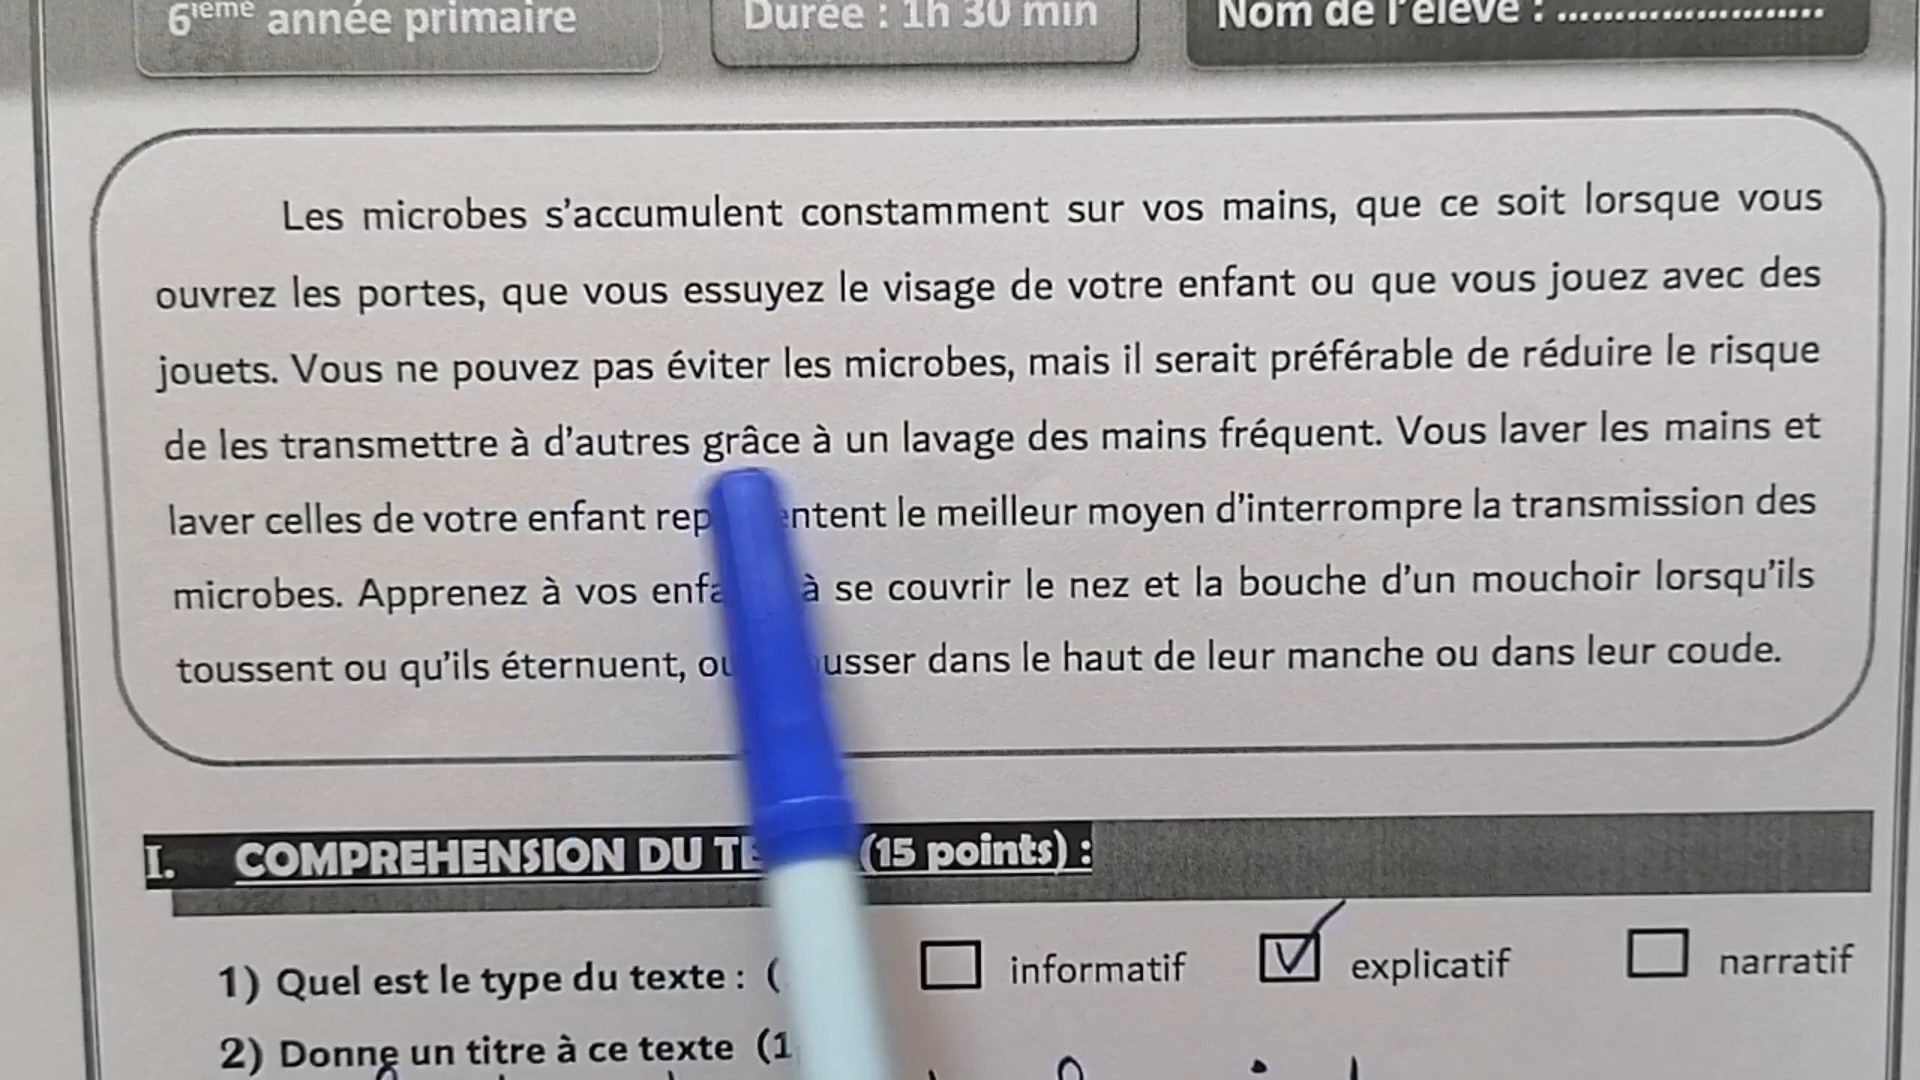 6ième année primaire
Durée : 1h 30 min
Nom de l'élève : ........................
Les microbes s'accumulent constamment sur vos mains, que ce soit lorsque vous
ouvrez les portes, que vous essuyez le visage de votre enfant ou que vous jouez avec des
jouets. Vous ne pouvez pas éviter les microbes, mais il serait préférable de réduire le risque
de les transmettre à d'autres grâce à un lavage des mains fréquent. Vous laver les mains et
laver celles de votre enfant le meilleur moyen d'interrompre la transmission des
microbes. Apprenez à vos à se couvrir le nez et la bouche d'un mouchoir lorsqu'ils
toussent ou qu'ils éternuent, dans le haut de leur manche ou dans leur coude.
I. COMPREHENSION DU (15 points) :
1) Quel est le type du texte : ( informatif explicatif narratif
2) Donne un titre à ce texte (1